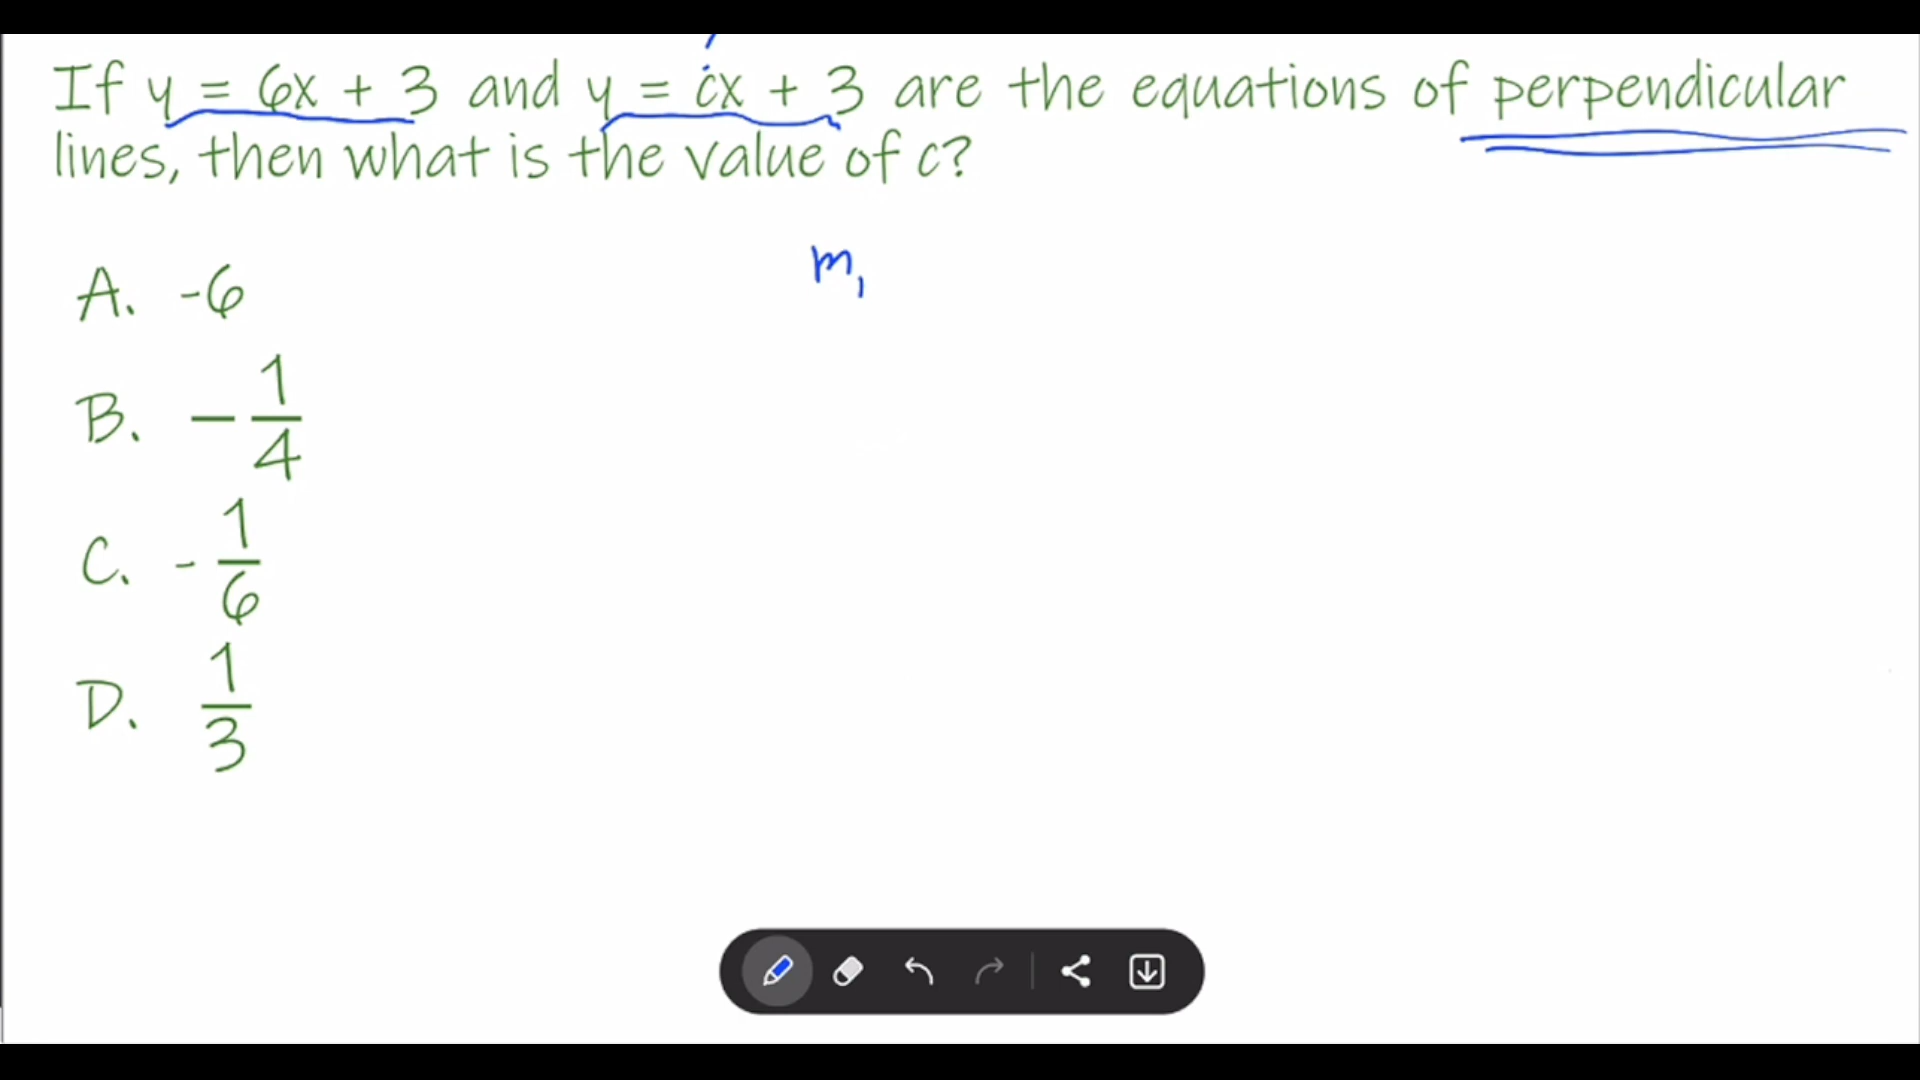 If y = 6x + 3 and y = cx + 3 are the equations of perpendicular
lines, then what is the value of c?
m₁
A. -6
B. -1/4
C. -1/6
D. 1/3